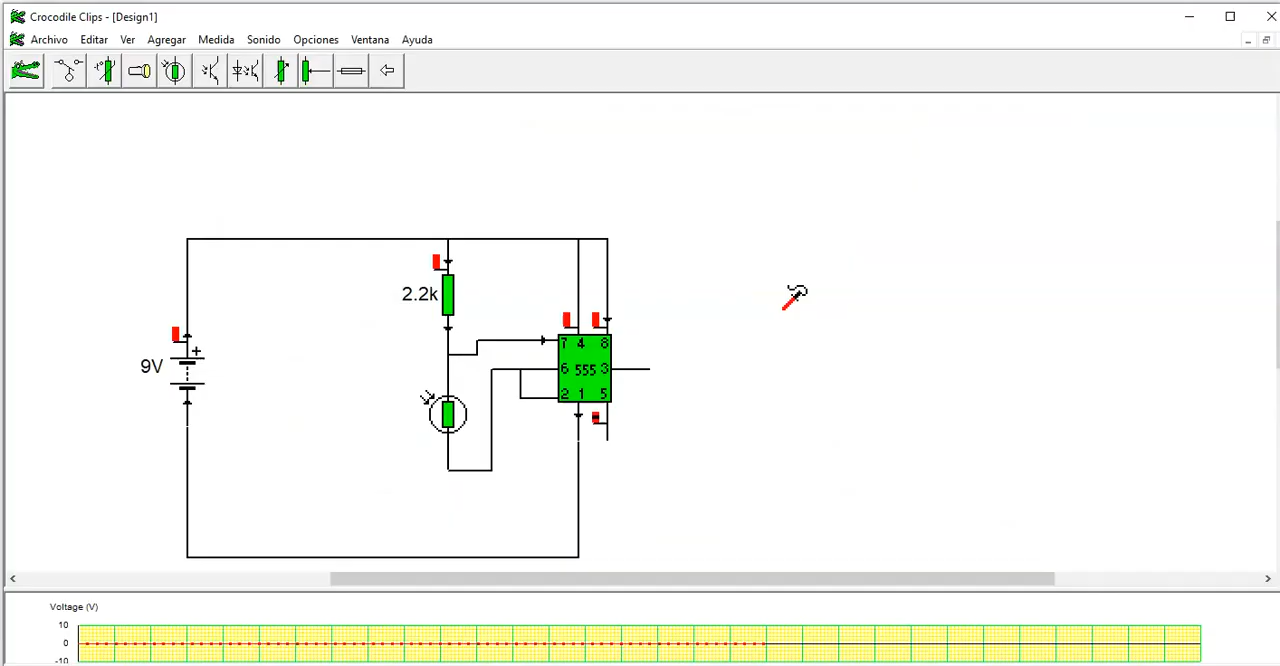 Crocodile Clips - [Design1]
Archivo Editar Ver Agregar Medida Sonido Opciones Ventana Ayuda
2.2k
9V
7 4 8
6 555 3
2 1 5
Voltage (V)
10
0
-10